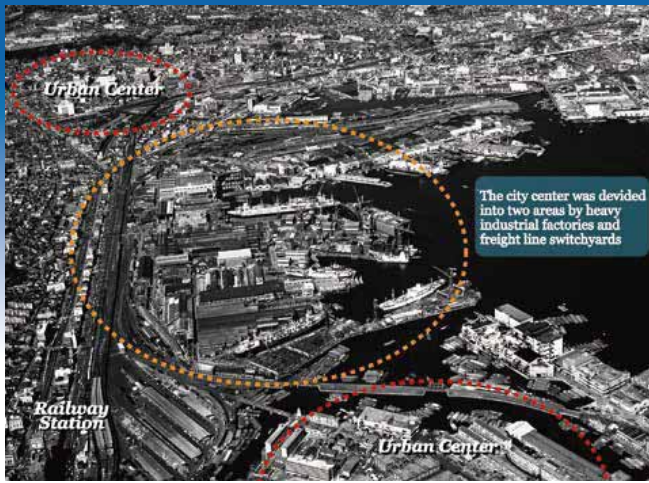 Urban Center
The city center was devided
into two areas by heavy
industrial factories and
freight line switchyards
Railway
Station
Urban Center